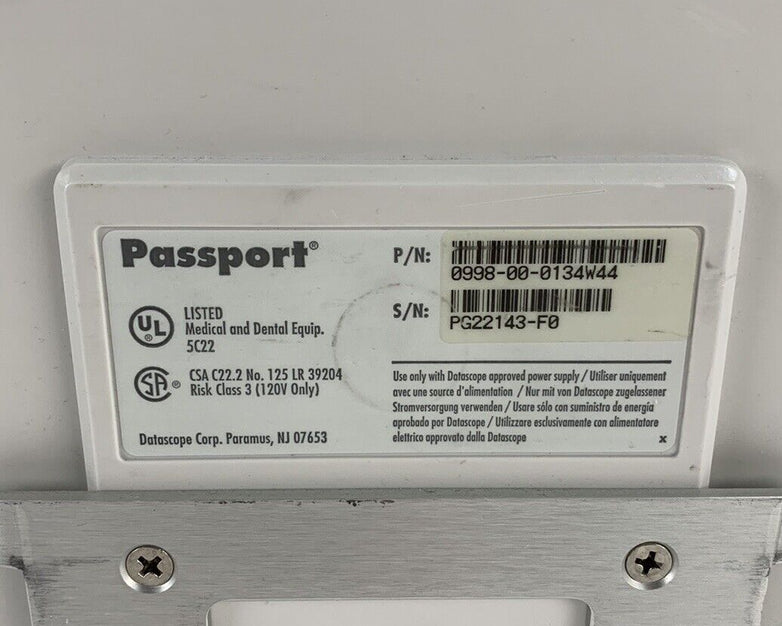 Passport®
P/N:
0998-00-0134W44
S/N:
PG22143-F0
UL
®
LISTED
Medical and Dental Equip.
5C22
SA ®
CSA C22.2 No. 125 LR 39204
Risk Class 3 (120V Only)
Datascope Corp. Paramus, NJ 07653
Use only with Datascope approved power supply / Utiliser uniquement
avec une source d'alimentation / Nur mit von Datascope zugelassener
Stromversorgung verwenden / Usare sólo con suministro de energía
aprobado por Datascope / Utilizzare esclusivamente con alimentatore
elettrico approvato dalla Datascope
x